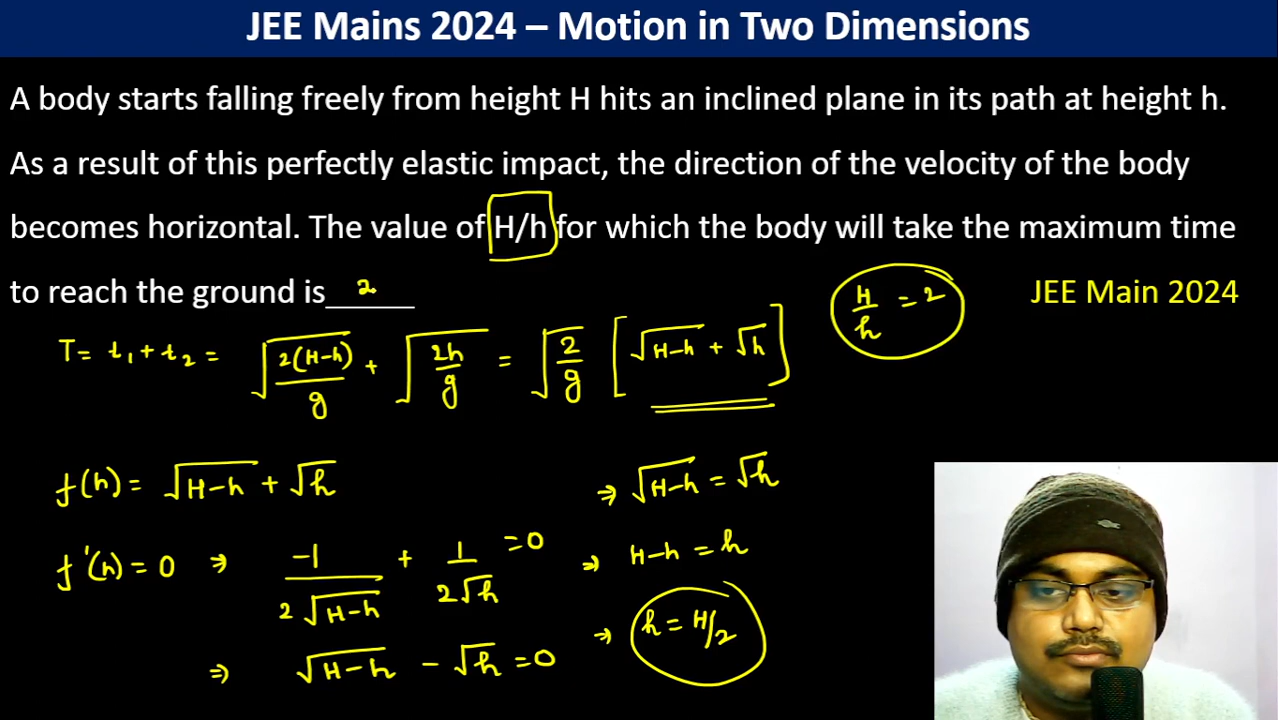 JEE Mains 2024 – Motion in Two Dimensions
A body starts falling freely from height H hits an inclined plane in its path at height h.
As a result of this perfectly elastic impact, the direction of the velocity of the body
becomes horizontal. The value of H/h for which the body will take the maximum time
to reach the ground is 2
JEE Main 2024
H/h = 2
T = t₁ + t₂ = √(2(H-h)/g) + √(2h/g) = √(2/g) [√(H-h) + √h]
f(h) = √(H-h) + √h
f'(h) = 0 ⇒ -1/(2√(H-h)) + 1/(2√h) = 0
⇒ √(H-h) - √h = 0
⇒ √(H-h) = √h
⇒ H-h = h
⇒ h = H/2